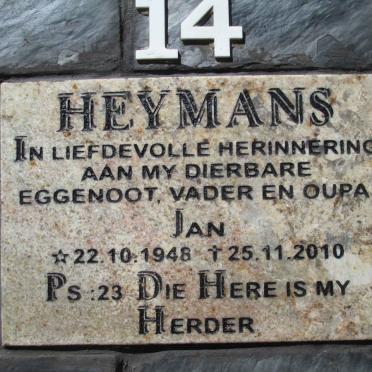 14
HEYMANS
IN LIEFDEVOLLE HERINNERING
AAN MY DIERBARE
EGGENOOT, VADER EN OUPA
JAN
☆22.10.1948 †25.11.2010
PS :23 DIE HERE IS MY
HERDER